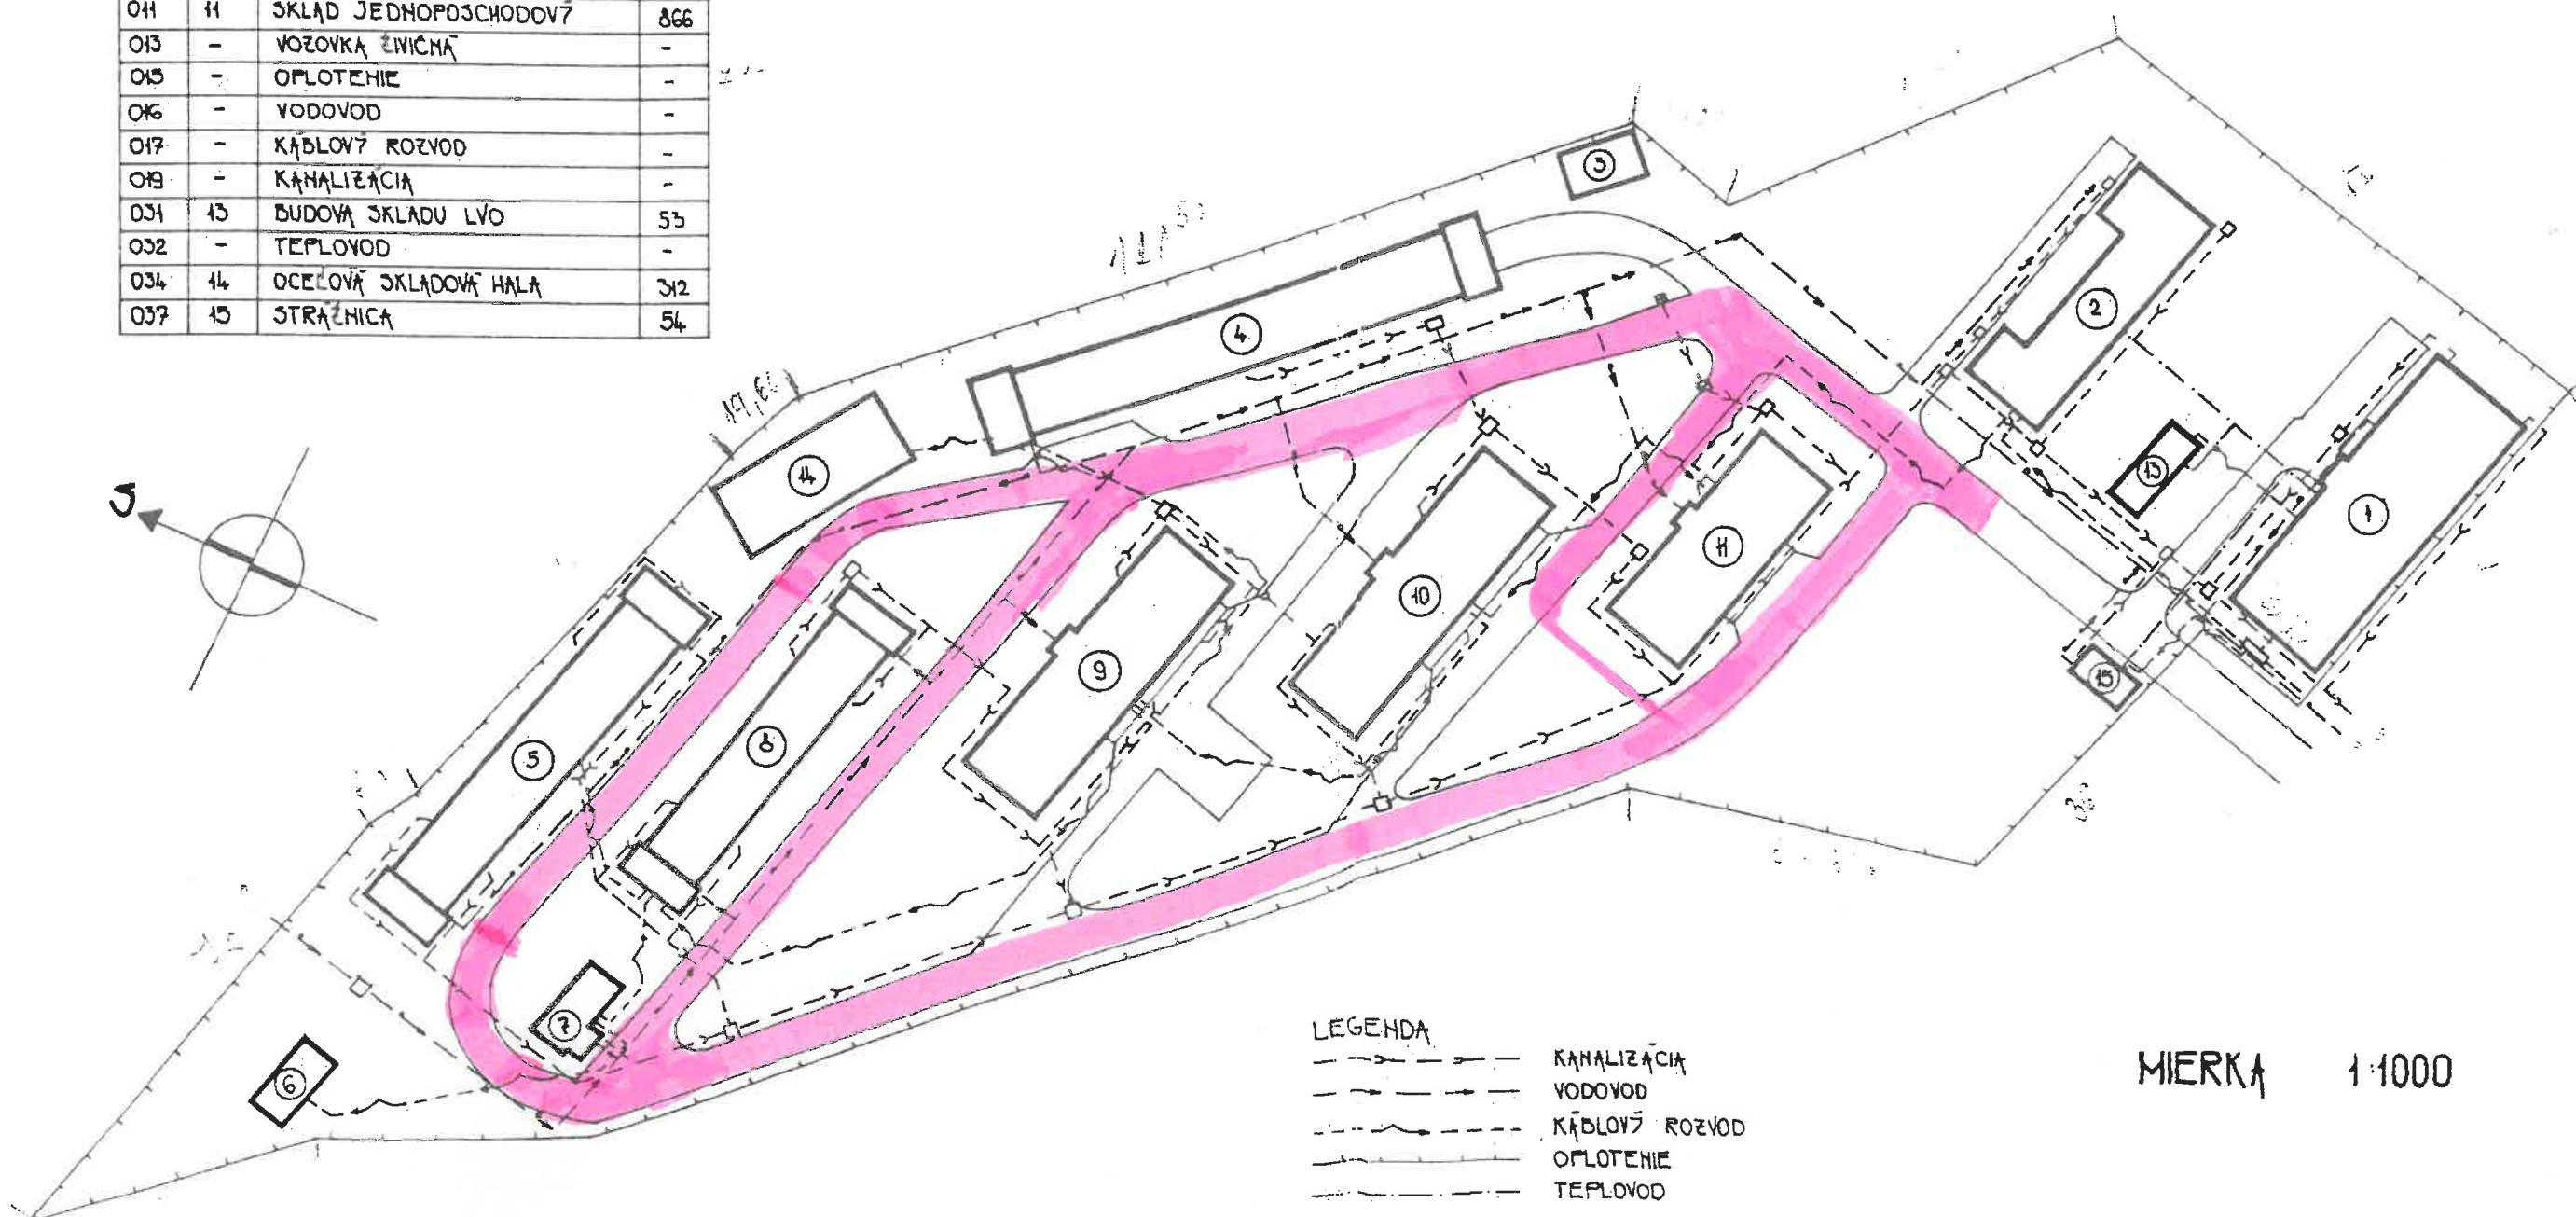 011 11 SKLAD JEDNOPOSCHODOVÝ 866
013 - VOZOVKA ŽIVIČNÁ -
015 - OPLOTENIE -
016 - VODOVOD -
017 - KÁBLOVÝ ROZVOD -
019 - KANALIZÁCIA -
031 13 BUDOVA SKLADU LVO 53
032 - TEPLOVOD -
034 14 OCEĽOVÁ SKLADOVÁ HALA 312
037 15 STRÁŽNICA 54
3
2
4
1
13
14
11
10
9
15
5
8
7
6
19,60
S
LEGENDA
KANALIZÁCIA
VODOVOD
KÁBLOVÝ ROZVOD
OPLOTENIE
TEPLOVOD
MIERKA 1:1000